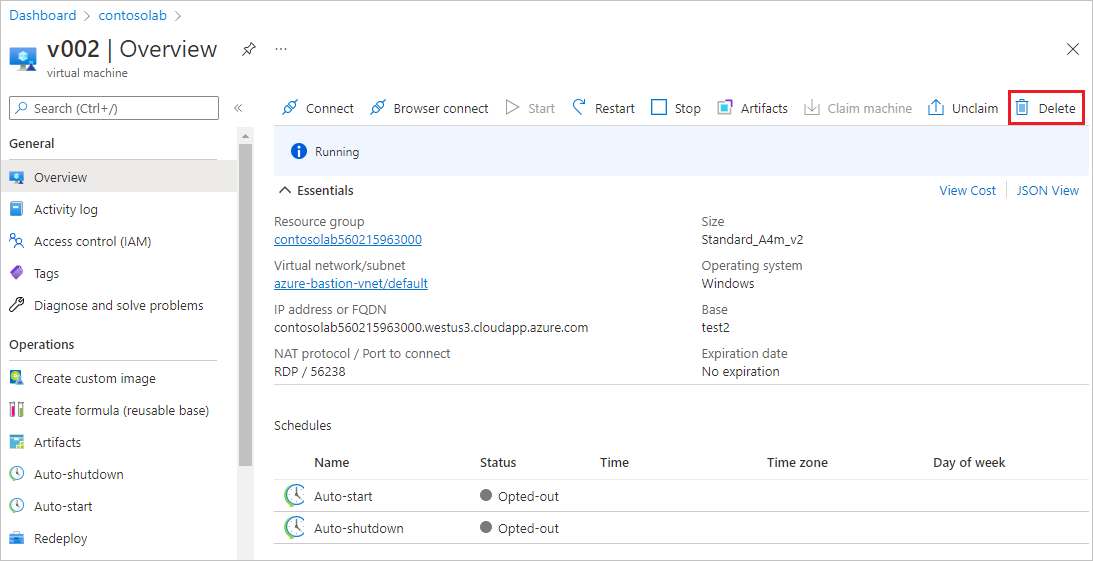 Dashboard > contosolab >
v002 | Overview
virtual machine
Search (Ctrl+/)
General
Overview
Activity log
Access control (IAM)
Tags
Diagnose and solve problems
Operations
Create custom image
Create formula (reusable base)
Artifacts
Auto-shutdown
Auto-start
Redeploy
Connect Browser connect Start Restart Stop Artifacts Claim machine Unclaim Delete
Running
Essentials View Cost JSON View
Resource group
contosolab560215963000
Virtual network/subnet
azure-bastion-vnet/default
IP address or FQDN
contosolab560215963000.westus3.cloudapp.azure.com
NAT protocol / Port to connect
RDP / 56238
Size
Standard_A4m_v2
Operating system
Windows
Base
test2
Expiration date
No expiration
Schedules
Name Status Time Time zone Day of week
Auto-start Opted-out
Auto-shutdown Opted-out